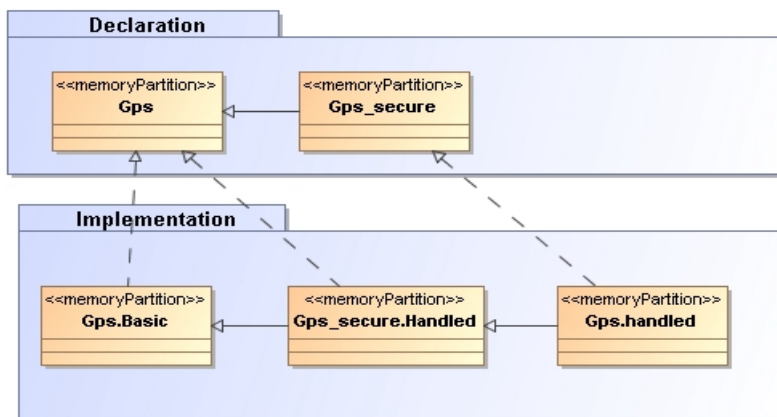 Declaration
<<memoryPartition>>
Gps
<<memoryPartition>>
Gps_secure
Implementation
<<memoryPartition>>
Gps.Basic
<<memoryPartition>>
Gps_secure.Handled
<<memoryPartition>>
Gps.handled